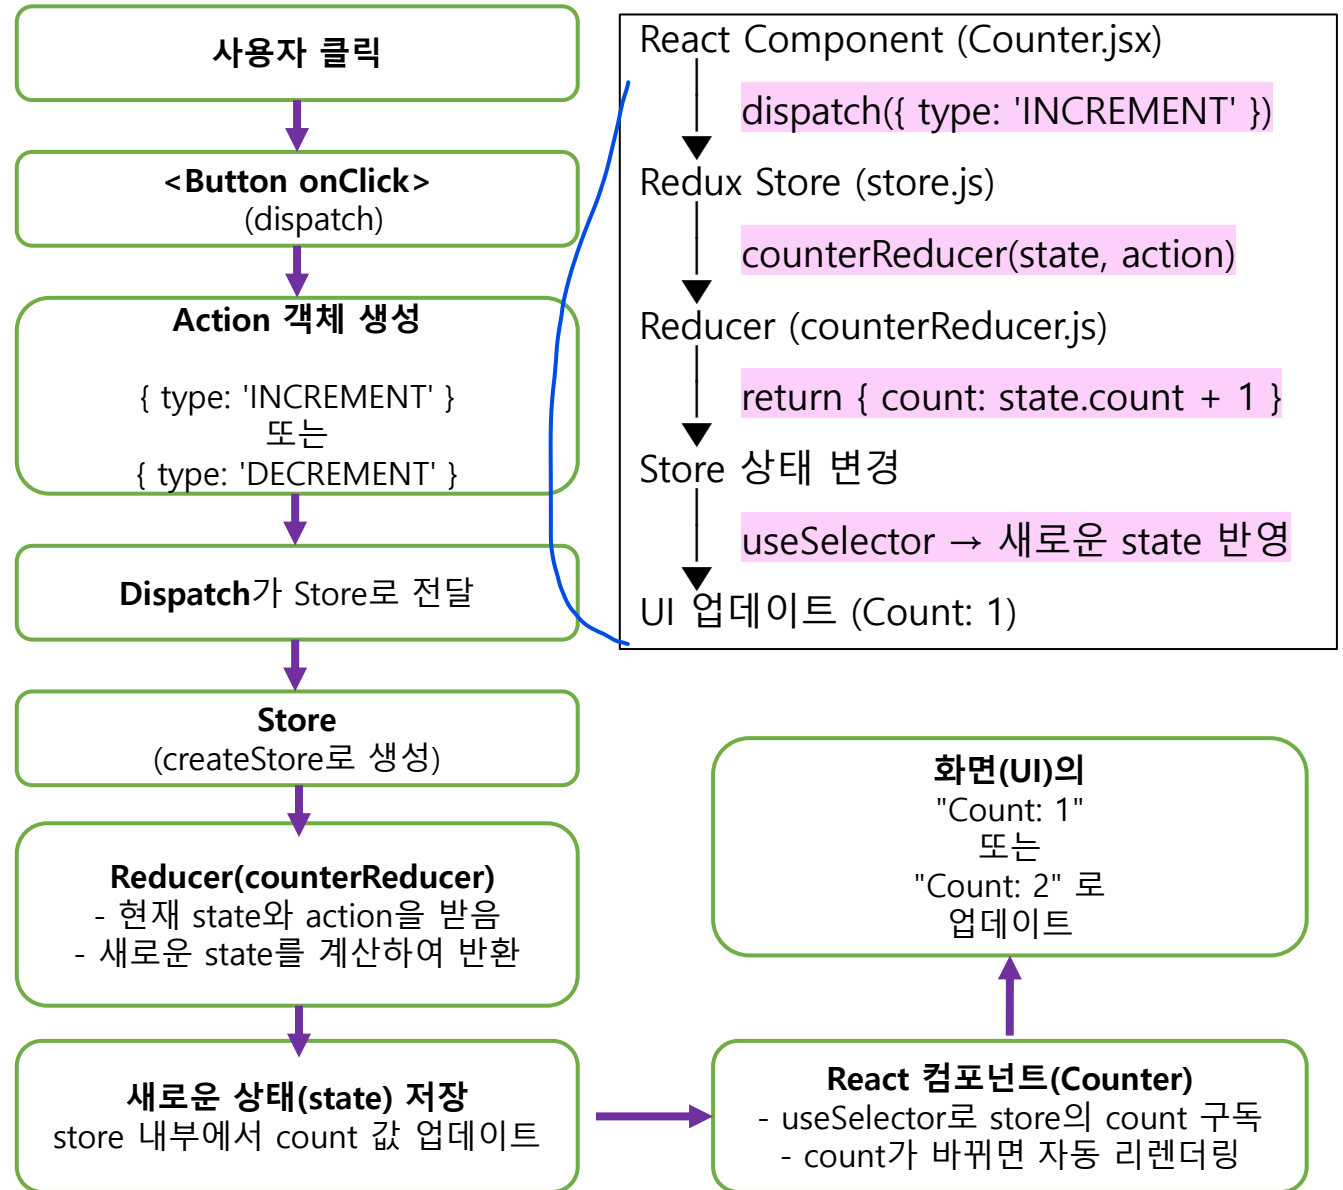 사용자 클릭
<Button onClick>
(dispatch)
Action 객체 생성
{ type: 'INCREMENT' }
또는
{ type: 'DECREMENT' }
Dispatch가 Store로 전달
Store
(createStore로 생성)
Reducer(counterReducer)
- 현재 state와 action을 받음
- 새로운 state를 계산하여 반환
새로운 상태(state) 저장
store 내부에서 count 값 업데이트
React 컴포넌트(Counter)
- useSelector로 store의 count 구독
- count가 바뀌면 자동 리렌더링
화면(UI)의
"Count: 1"
또는
"Count: 2" 로
업데이트
React Component (Counter.jsx)
dispatch({ type: 'INCREMENT' })
Redux Store (store.js)
counterReducer(state, action)
Reducer (counterReducer.js)
return { count: state.count + 1 }
Store 상태 변경
useSelector → 새로운 state 반영
UI 업데이트 (Count: 1)